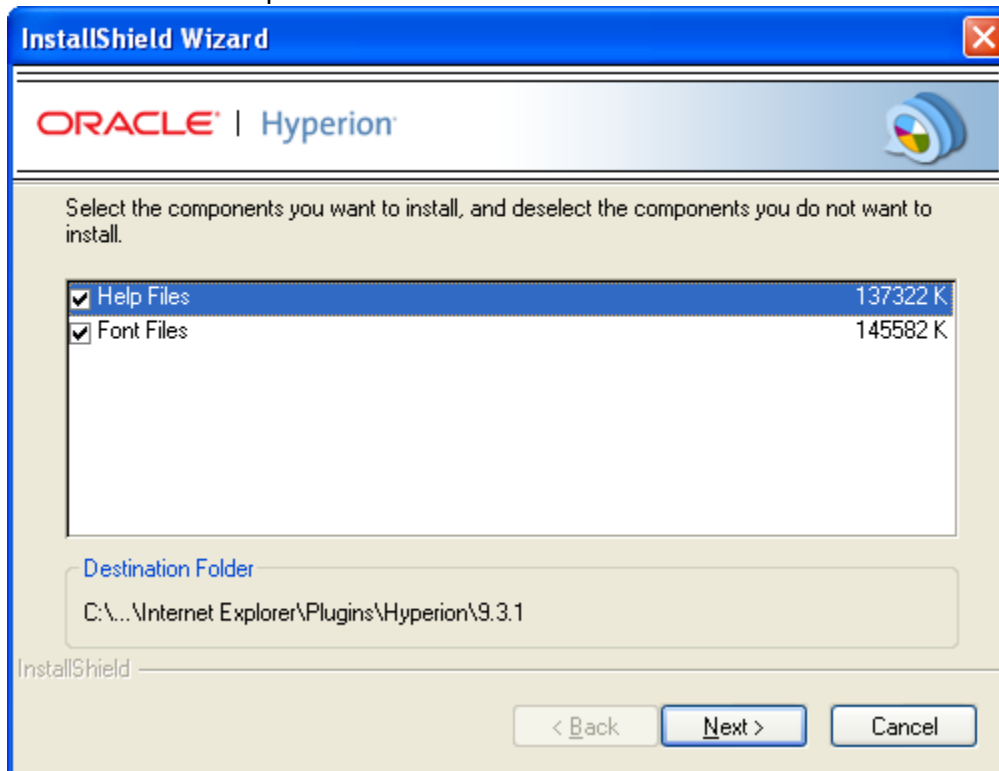 InstallShield Wizard
ORACLE | Hyperion
Select the components you want to install, and deselect the components you do not want to
install.
Help Files 137322 K
Font Files 145582 K
Destination Folder
C:\...\Internet Explorer\Plugins\Hyperion\9.3.1
InstallShield
< Back Next > Cancel